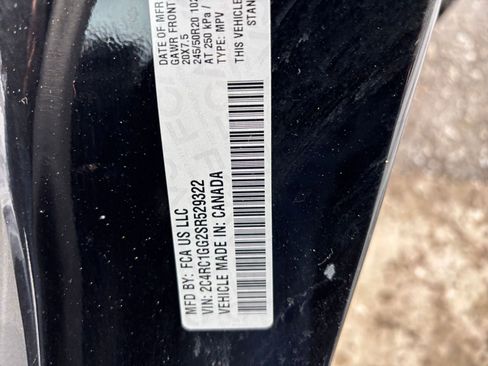 MFD BY: FCA US LLC
VIN: 2C4RC1GG2SR529322
VEHICLE MADE IN: CANADA
DATE OF MFR
GAWR FRONT
20X7.5
245/50R20 102
AT 250 kPa /
TYPE: MPV
THIS VEHICLE
STAN